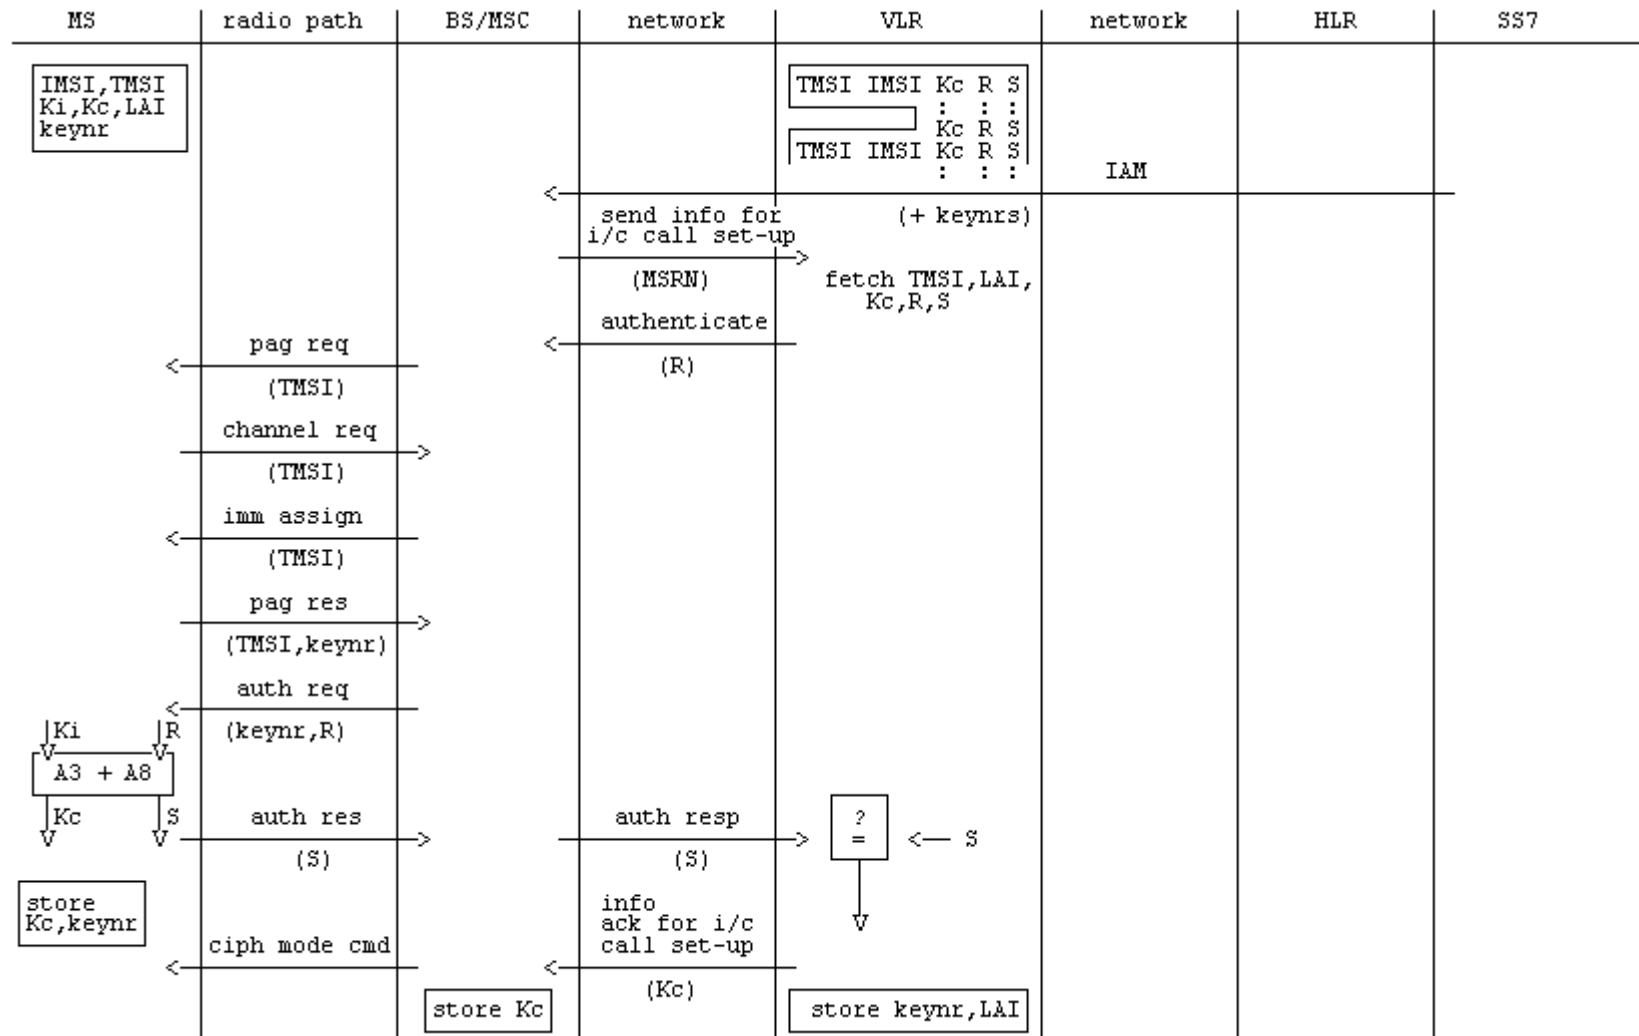 MS radio path BS/MSC network VLR network HLR SS7
IMSI,TMSI
Ki,Kc,LAI
keynr
TMSI IMSI Kc R S
: : :
Kc R S
TMSI IMSI Kc R S
: : :
IAM
(+ keynrs)
send info for
i/c call set-up
(MSRN)
fetch TMSI,LAI,
Kc,R,S
authenticate
(R)
pag req
(TMSI)
channel req
(TMSI)
imm assign
(TMSI)
pag res
(TMSI,keynr)
auth req
(keynr,R)
Ki R
A3 + A8
Kc S
auth res
(S)
auth resp
(S)
?
=
S
store
Kc,keynr
info
ack for i/c
call set-up
(Kc)
ciph mode cmd
store Kc
store keynr,LAI